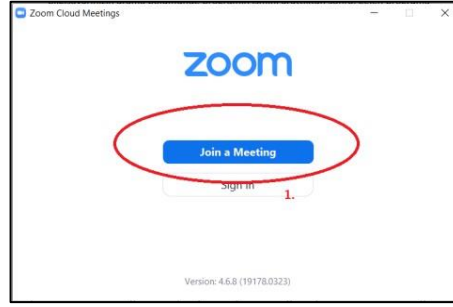 Zoom Cloud Meetings
zoom
Join a Meeting
Sign In
1.
Version: 4.6.8 (19178.0323)